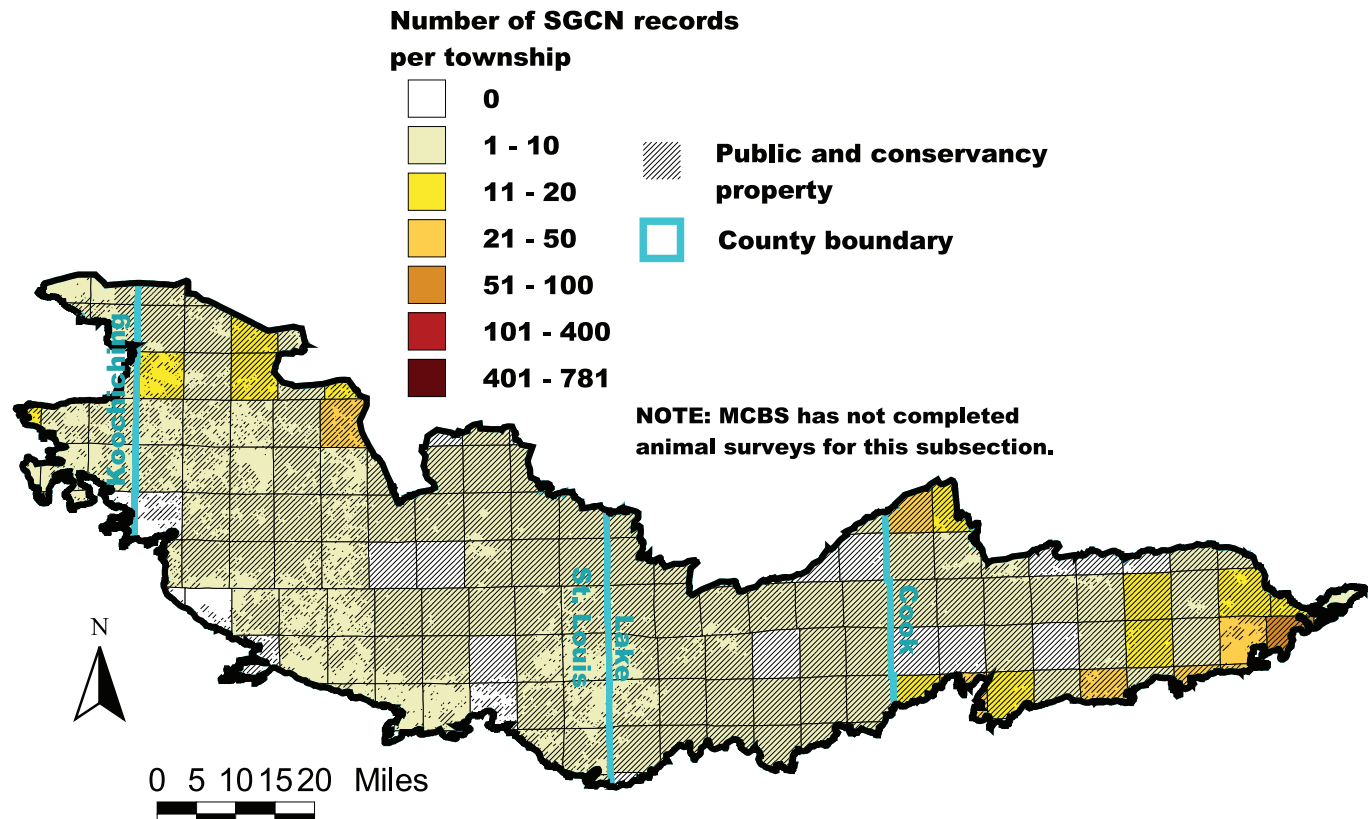 Number of SGCN records
per township
0
1 - 10
11 - 20
21 - 50
51 - 100
101 - 400
401 - 781
Public and conservancy
property
County boundary
NOTE: MCBS has not completed
animal surveys for this subsection.
Koochiching
St. Louis
Lake
Cook
N
0 5 10 15 20 Miles